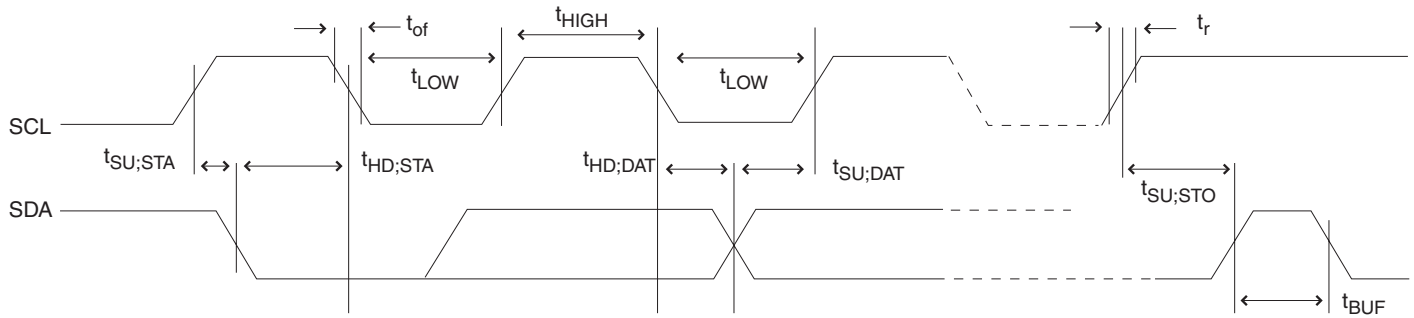 tof
tHIGH
tr
tLOW
tLOW
SCL
tSU;STA
tHD;STA
tHD;DAT
tSU;DAT
tSU;STO
SDA
tBUF